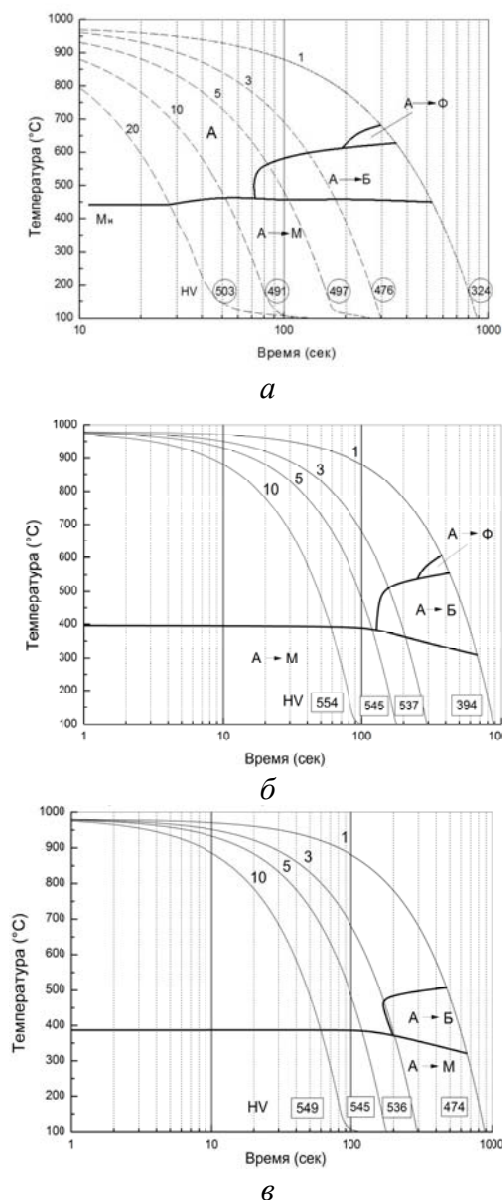 1000
900
800
700
600
500
400
300
200
100
Температура (°C)
1
3
5
10
20
А
А→Ф
А→Б
Мн
А→М
HV 503 491 497 476 324
10 100 1000
Время (сек)
а
1000
900
800
700
600
500
400
300
200
100
Температура (°C)
1
3
5
10
А → Ф
А → Б
А → М
HV 554 545 537 394
1 10 100 1000
Время (сек)
б
1000
900
800
700
600
500
400
300
200
100
Температура (°C)
1
3
5
10
А → Б
А → М
HV 549 545 536 474
1 10 100 1000
Время (сек)
в